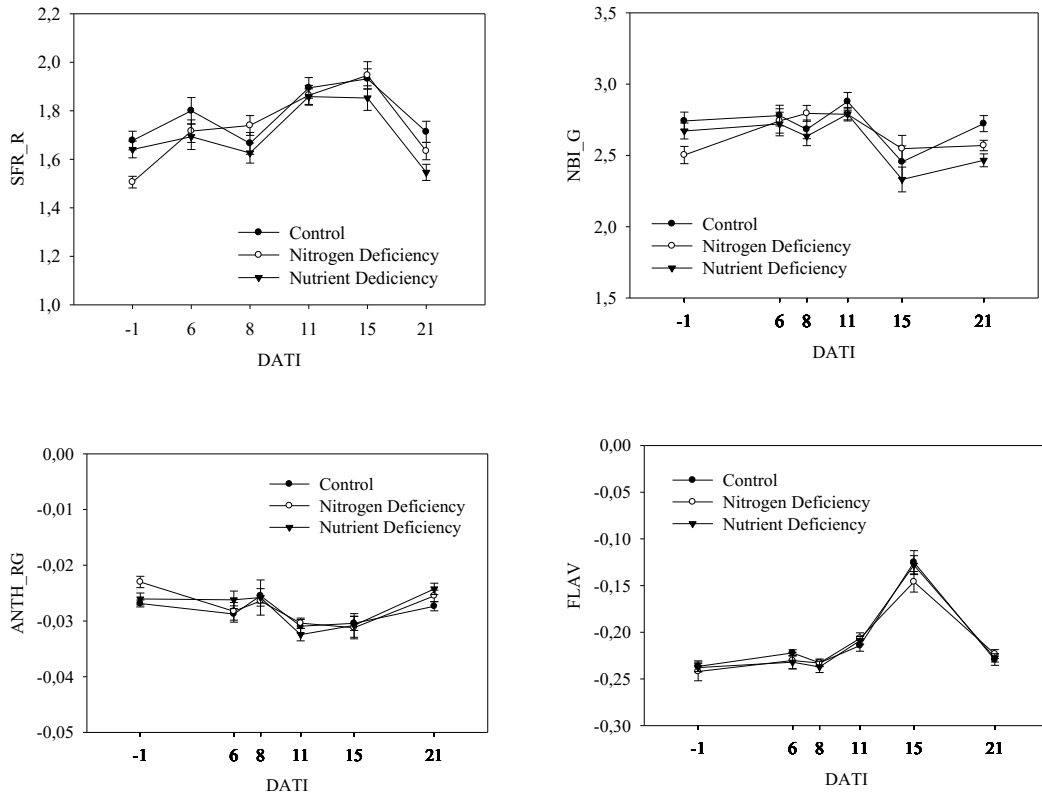 2,2
2,0
1,8
1,6
1,4
1,2
1,0
SFR_R
Control
Nitrogen Deficiency
Nutrient Dediciency
-1 6 8 11 15 21
DATI
3,5
3,0
2,5
2,0
1,5
NBI_G
Control
Nitrogen Deficiency
Nutrient Deficiency
-1 6 8 11 15 21
DATI
0,00
-0,01
-0,02
-0,03
-0,04
-0,05
ANTH_RG
Control
Nitrogen Deficiency
Nutrient Deficiency
-1 6 8 11 15 21
DATI
0,00
-0,05
-0,10
-0,15
-0,20
-0,25
-0,30
FLAV
Control
Nitrogen Deficiency
Nutrient Deficiency
-1 6 8 11 15 21
DATI